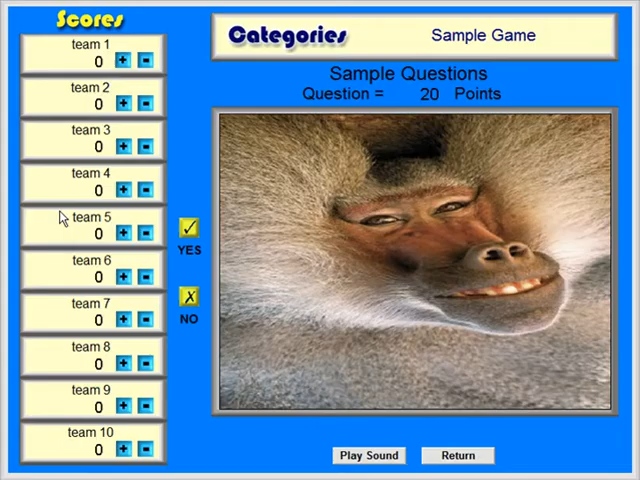 Scores
team 1
0 + -
team 2
0 + -
team 3
0 + -
team 4
0 + -
team 5
0 + -
team 6
0 + -
team 7
0 + -
team 8
0 + -
team 9
0 + -
team 10
0 + -
✓
YES
X
NO
Categories Sample Game
Sample Questions
Question = 20 Points
Play Sound Return